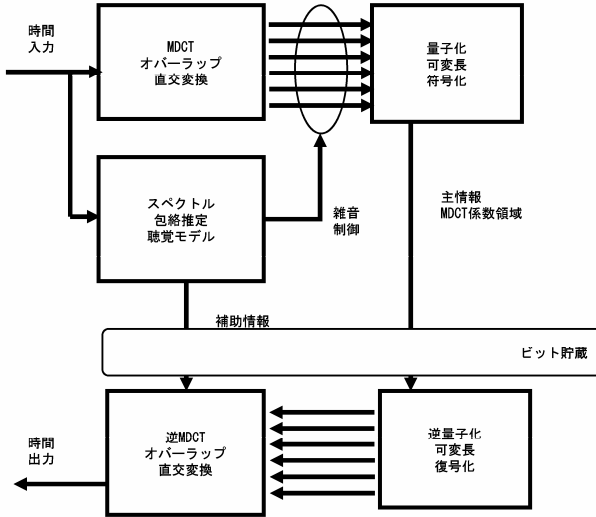 時間
入力
MDCT
オバーラップ
直交変換
量子化
可変長
符号化
スペクトル
包絡推定
聴覚モデル
雑音
制御
主情報
MDCT係数領域
補助情報
ビット貯蔵
時間
出力
逆MDCT
オバーラップ
直交変換
逆量子化
可変長
復号化